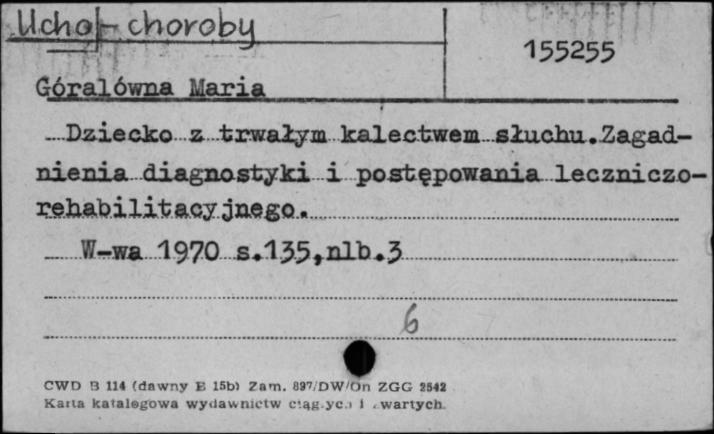 Ucho - choroby
155255
Góralówna Maria
Dziecko z trwałym kalectwem słuchu.Zagad-
nienia diagnostyki i postępowania leczniczo-
rehabilitacyjnego.
W-wa 1970 s.135,nlb.3
6
CWD B 114 (dawny E 15b) Zam. 897/DW/On ZGG 2542
Karta katalogowa wydawnictw ciągłych i zwartych.